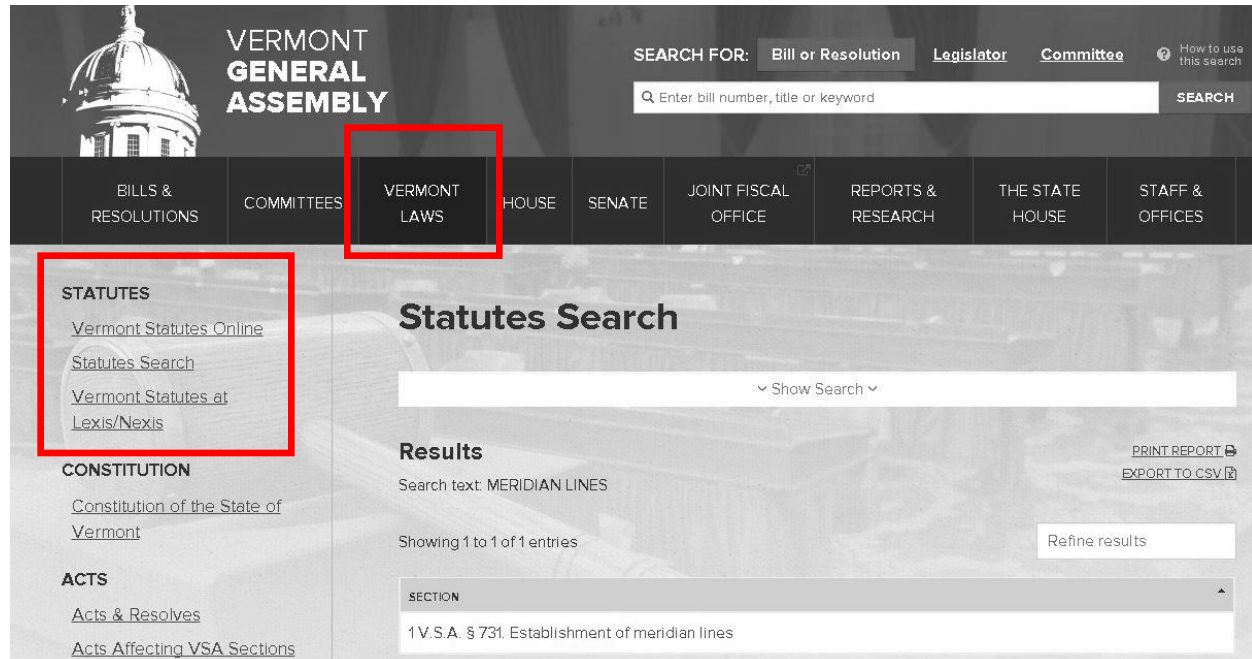 VERMONT
GENERAL
ASSEMBLY
SEARCH FOR: Bill or Resolution Legislator Committee
How to use
this search
Enter bill number, title or keyword
SEARCH
BILLS &
RESOLUTIONS
COMMITTEES
VERMONT
LAWS
HOUSE
SENATE
JOINT FISCAL
OFFICE
REPORTS &
RESEARCH
THE STATE
HOUSE
STAFF &
OFFICES
STATUTES
Vermont Statutes Online
Statutes Search
Vermont Statutes at
Lexis/Nexis
CONSTITUTION
Constitution of the State of
Vermont
ACTS
Acts & Resolves
Acts Affecting VSA Sections
Statutes Search
Show Search
Results
Search text: MERIDIAN LINES
PRINT REPORT
EXPORT TO CSV
Showing 1 to 1 of 1 entries
Refine results
SECTION
1 V.S.A. § 731. Establishment of meridian lines